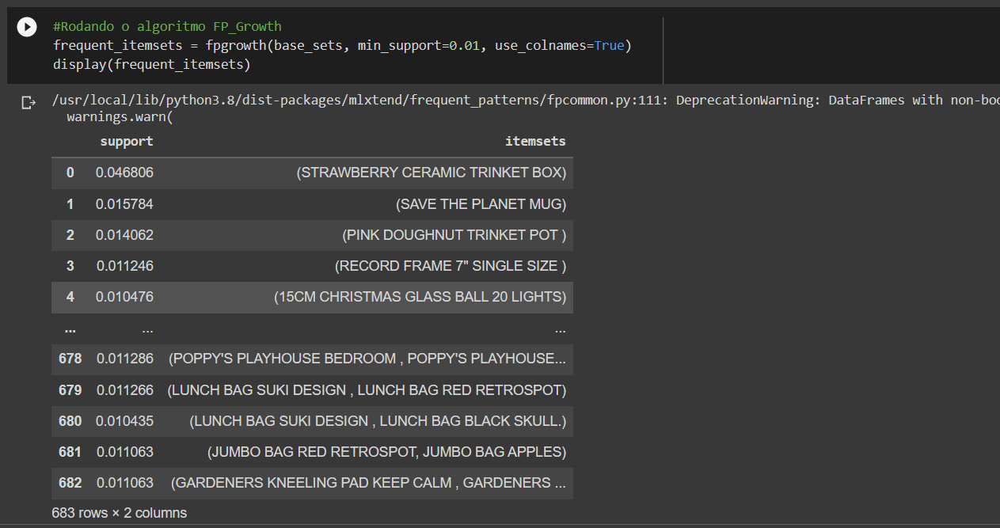 #Rodando o algoritmo FP_Growth
frequent_itemsets = fpgrowth(base_sets, min_support=0.01, use_colnames=True)
display(frequent_itemsets)
/usr/local/lib/python3.8/dist-packages/mlxtend/frequent_patterns/fpcommon.py:111: DeprecationWarning: DataFrames with non-boo
warnings.warn(
support itemsets
0 0.046806 (STRAWBERRY CERAMIC TRINKET BOX)
1 0.015784 (SAVE THE PLANET MUG)
2 0.014062 (PINK DOUGHNUT TRINKET POT )
3 0.011246 (RECORD FRAME 7" SINGLE SIZE )
4 0.010476 (15CM CHRISTMAS GLASS BALL 20 LIGHTS)
... ... ...
678 0.011286 (POPPY'S PLAYHOUSE BEDROOM , POPPY'S PLAYHOUSE...
679 0.011266 (LUNCH BAG SUKI DESIGN , LUNCH BAG RED RETROSPOT)
680 0.010435 (LUNCH BAG SUKI DESIGN , LUNCH BAG BLACK SKULL.)
681 0.011063 (JUMBO BAG RED RETROSPOT, JUMBO BAG APPLES)
682 0.011063 (GARDENERS KNEELING PAD KEEP CALM , GARDENERS ...
683 rows × 2 columns